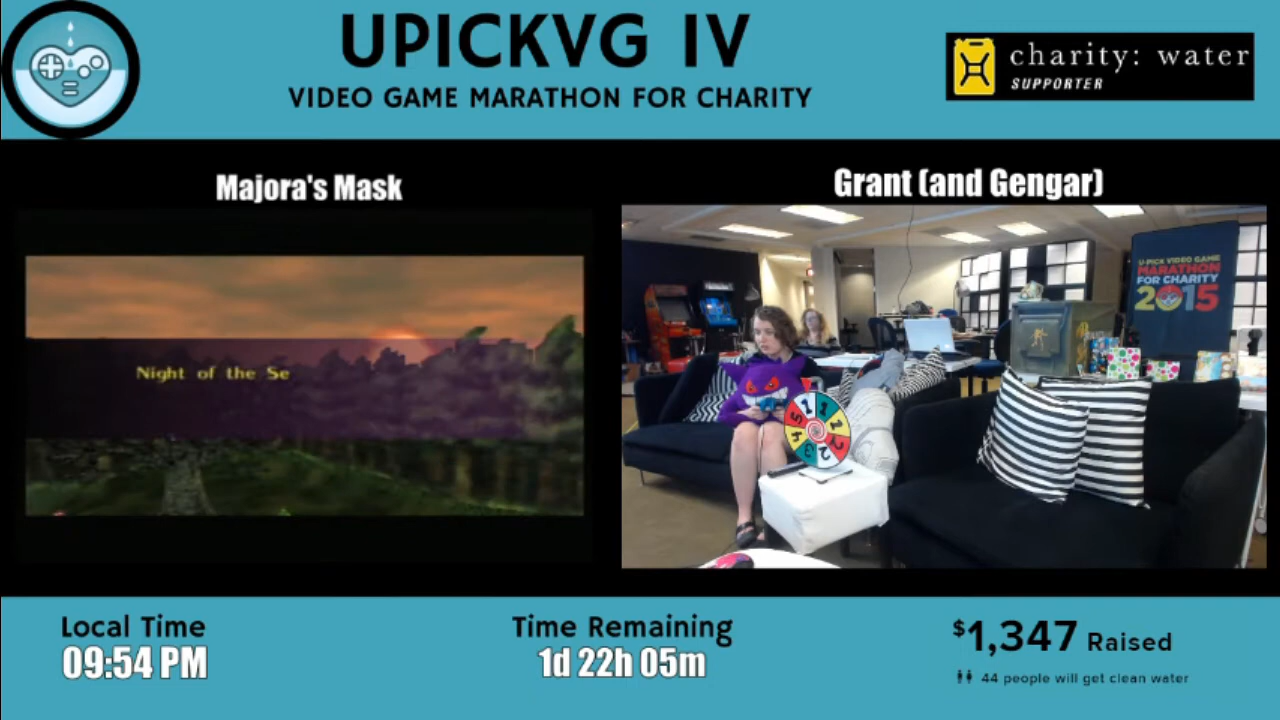 UPICKVG IV
VIDEO GAME MARATHON FOR CHARITY
charity: water
SUPPORTER
Majora's Mask
Grant (and Gengar)
Night of the Se
U-PICK VIDEO GAME
MARATHON
FOR CHARITY
2015
Local Time
09:54 PM
Time Remaining
1d 22h 05m
$1,347 Raised
44 people will get clean water